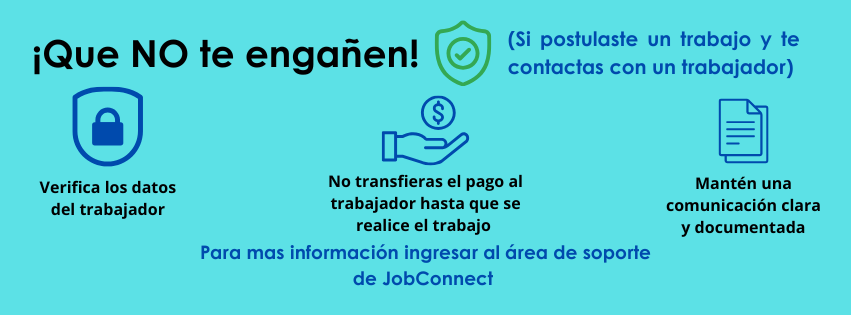 ¡Que NO te engañen!
(Si postulaste un trabajo y te
contactas con un trabajador)
Verifica los datos
del trabajador
$
No transfieras el pago al
trabajador hasta que se
realice el trabajo
Mantén una
comunicación clara
y documentada
Para mas información ingresar al área de soporte
de JobConnect